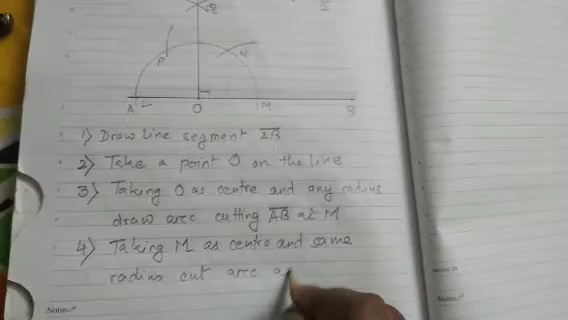 Q
P
N
A
L
O
M
B
1) Draw line segment AB
2) Take a point O on the line
3) Taking O as centre and any radius
draw arc cutting AB at M
4) Taking M as centre and same
radius cut arc a
Notes